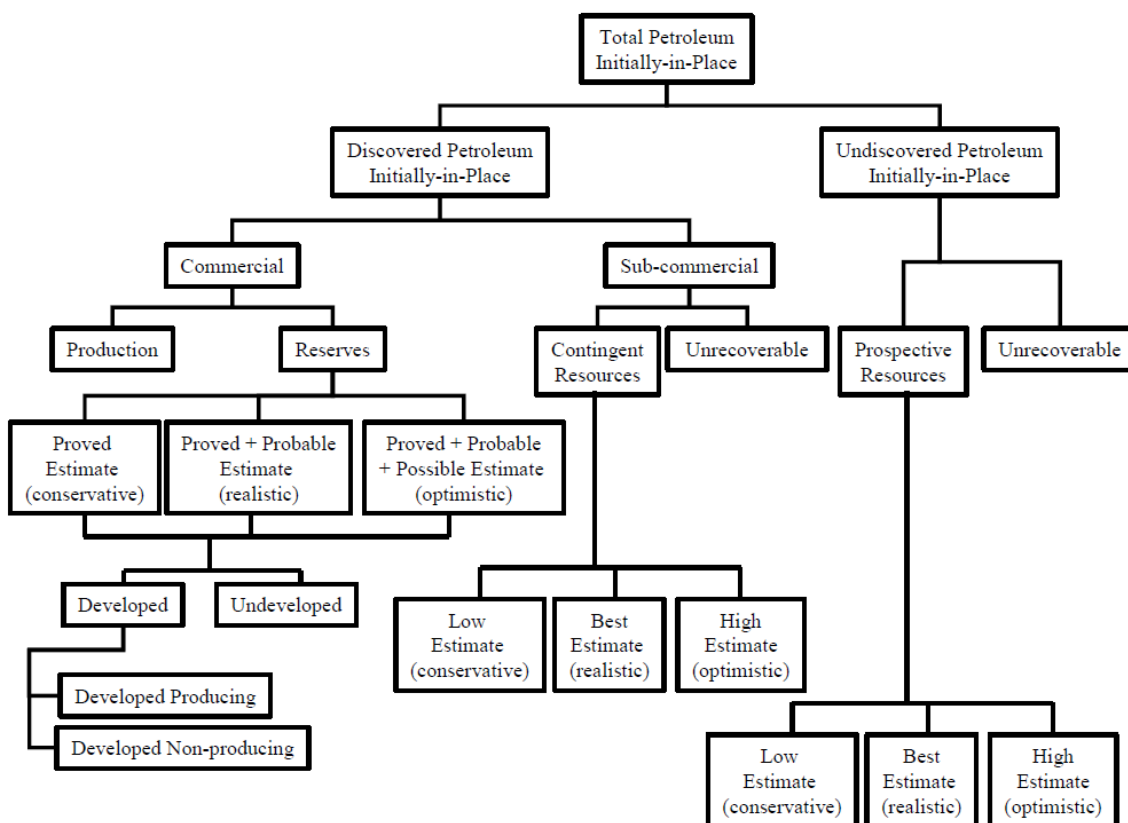 Total Petroleum
Initially-in-Place
Discovered Petroleum
Initially-in-Place
Undiscovered Petroleum
Initially-in-Place
Commercial
Sub-commercial
Production
Reserves
Contingent
Resources
Unrecoverable
Prospective
Resources
Unrecoverable
Proved
Estimate
(conservative)
Proved + Probable
Estimate
(realistic)
Proved + Probable
+ Possible Estimate
(optimistic)
Developed
Undeveloped
Low
Estimate
(conservative)
Best
Estimate
(realistic)
High
Estimate
(optimistic)
Developed Producing
Developed Non-producing
Low
Estimate
(conservative)
Best
Estimate
(realistic)
High
Estimate
(optimistic)